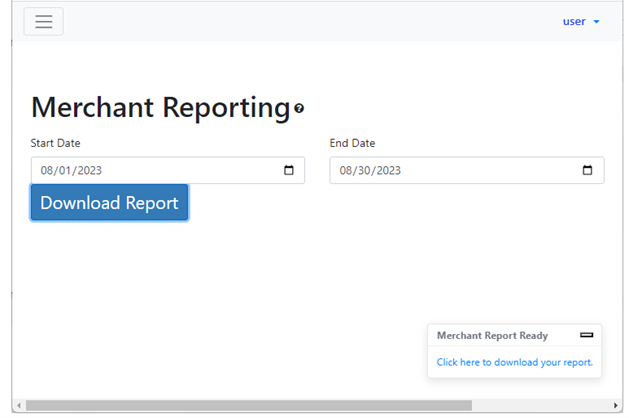 user
Merchant Reporting
Start Date
End Date
08/01/2023
08/30/2023
Download Report
Merchant Report Ready
Click here to download your report.